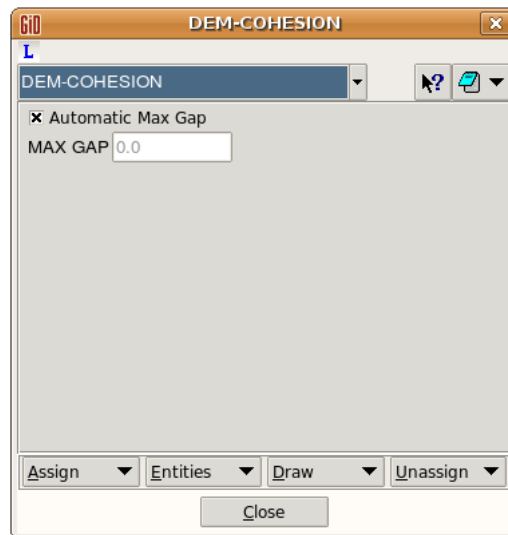 GiD DEM-COHESION
L
DEM-COHESION
?
Automatic Max Gap
MAX GAP 0.0
Assign Entities Draw Unassign
Close